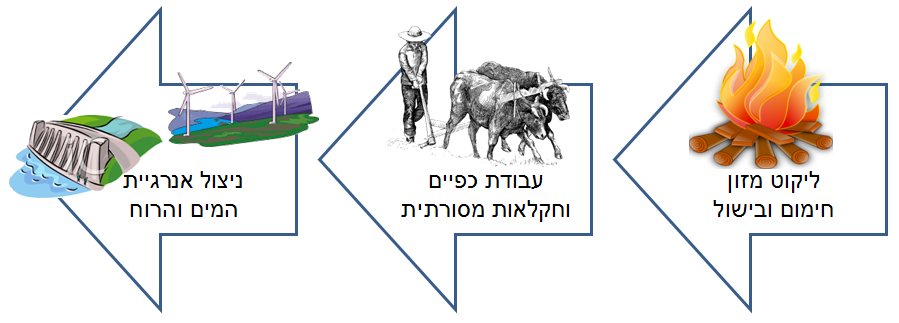 ליקוט מזון
חימום ובישול
עבודת כפיים
וחקלאות מסורתית
ניצול אנרגיית
המים והרוח